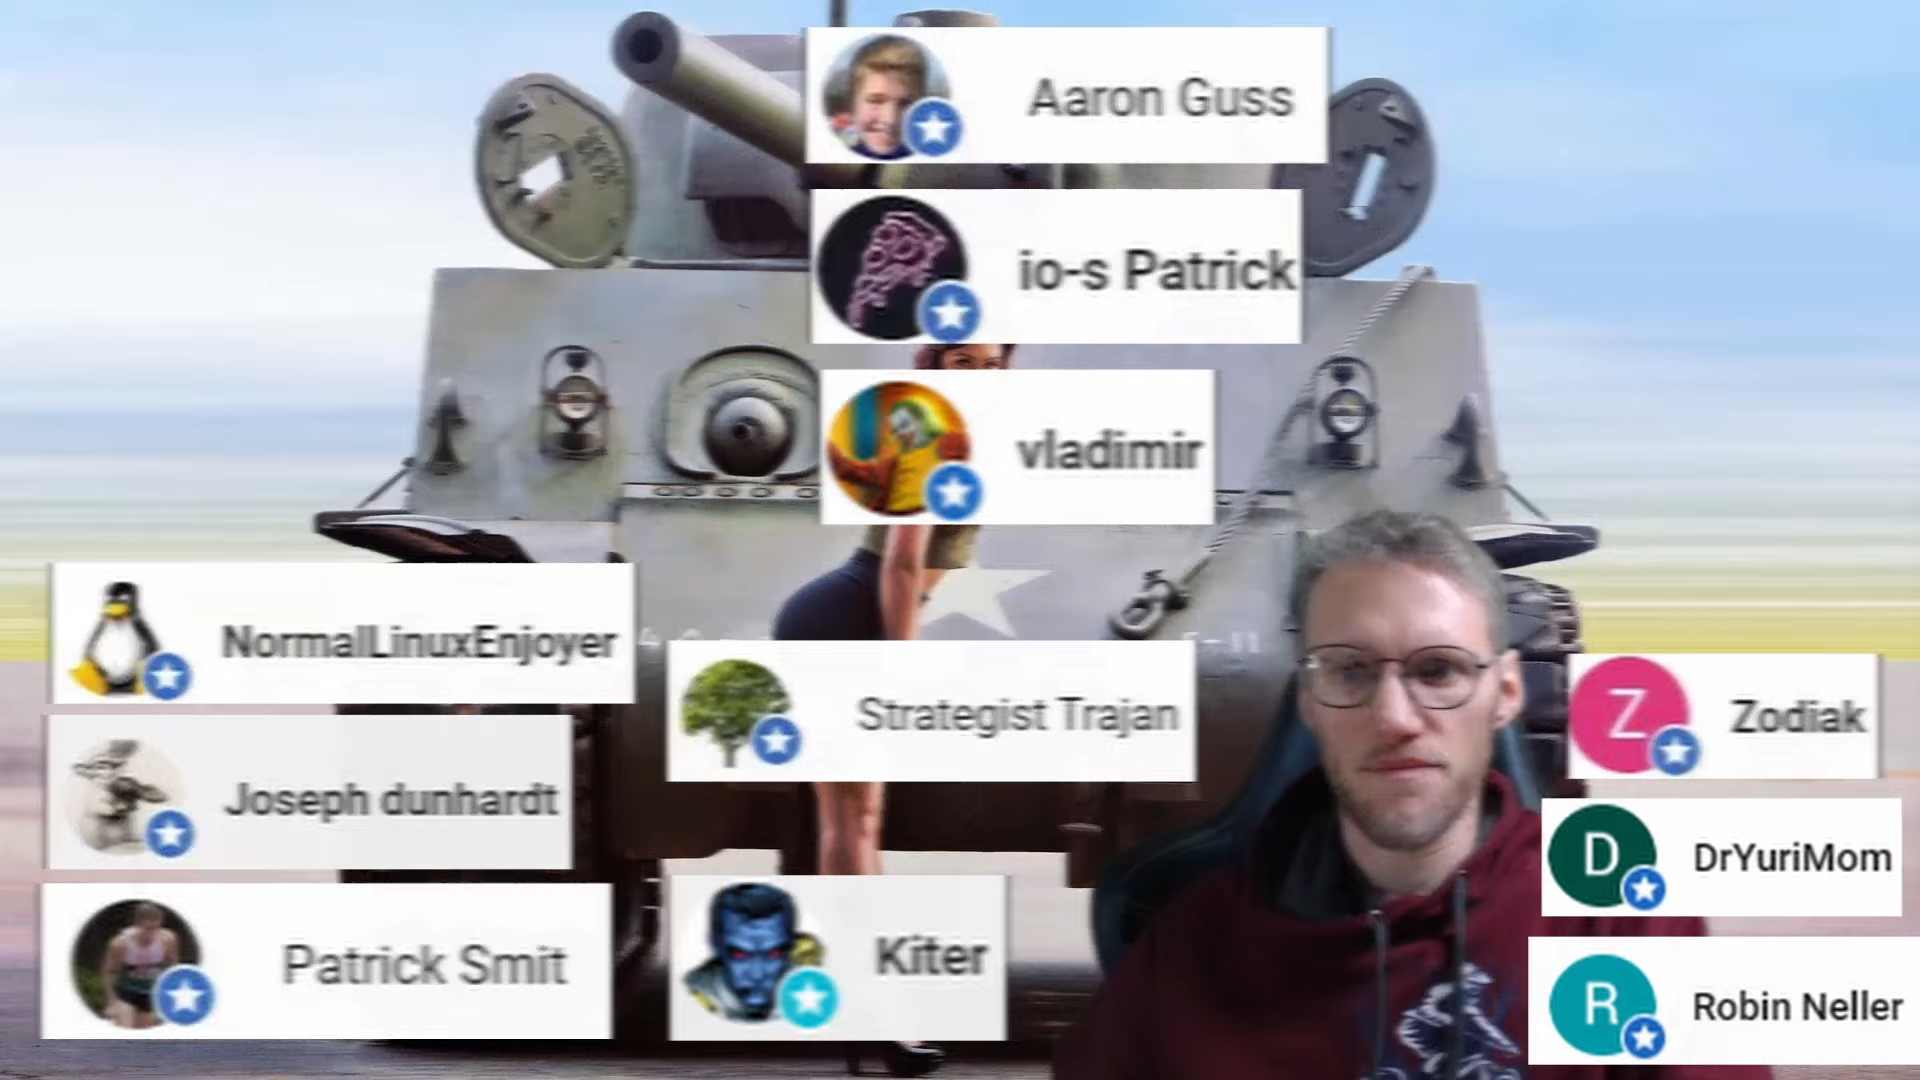 Aaron Guss
io-s Patrick
vladimir
NormalLinuxEnjoyer
Strategist Trajan
Zodiak
Joseph dunhardt
DrYuriMom
Patrick Smit
Kiter
Robin Neller
Z
D
R